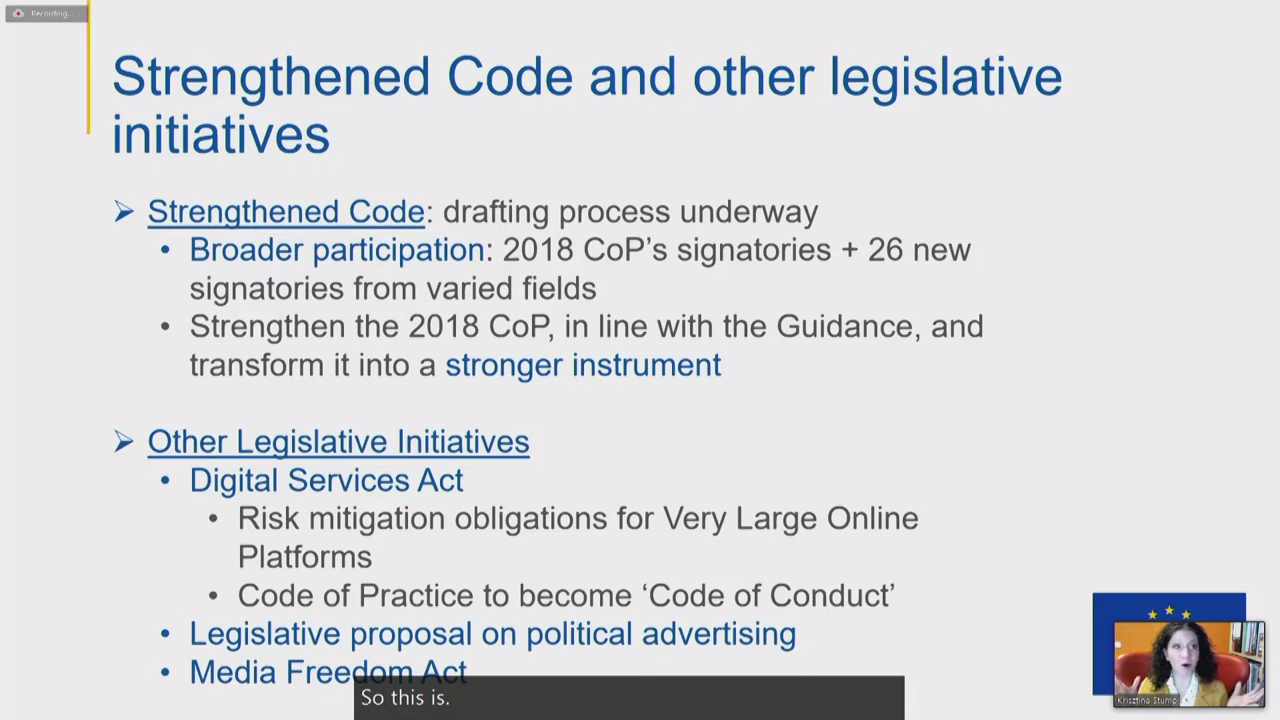 Recording...
Strengthened Code and other legislative
initiatives
➢ Strengthened Code: drafting process underway
• Broader participation: 2018 CoP's signatories + 26 new
signatories from varied fields
• Strengthen the 2018 CoP, in line with the Guidance, and
transform it into a stronger instrument
➢ Other Legislative Initiatives
• Digital Services Act
• Risk mitigation obligations for Very Large Online
Platforms
• Code of Practice to become ‘Code of Conduct’
• Legislative proposal on political advertising
• Media Freedom Act
So this is.
Krisztina Stump